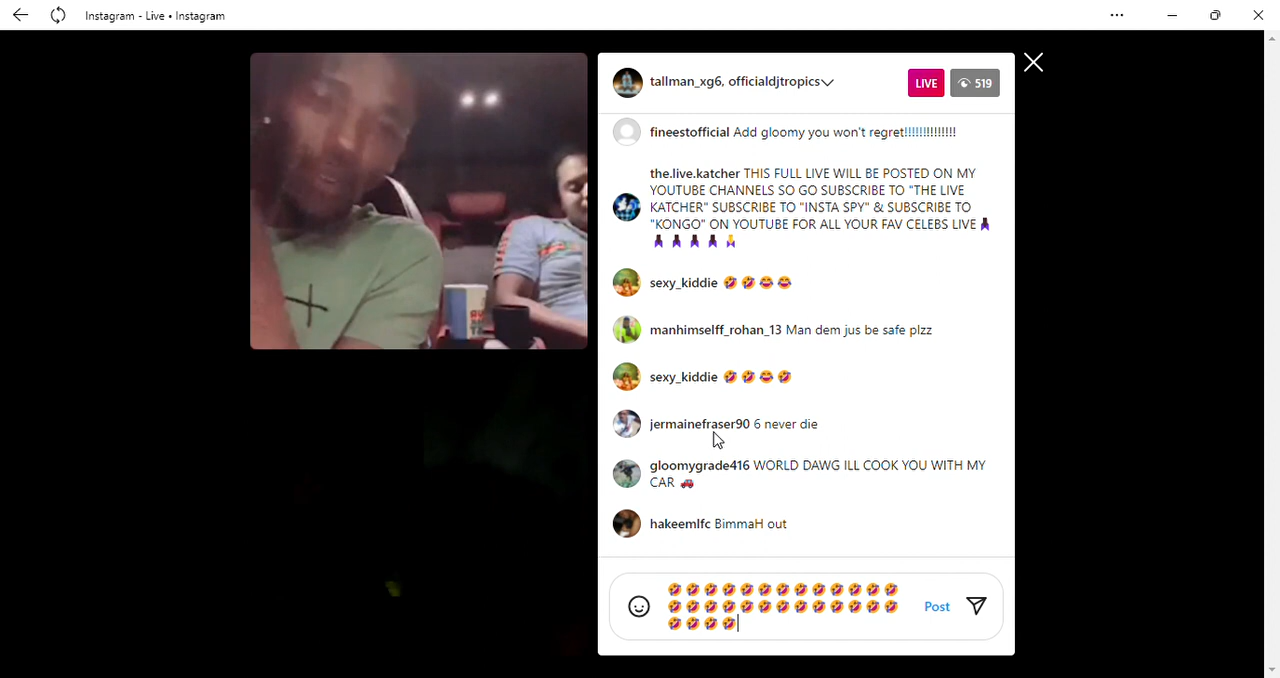 Instagram - Live • Instagram
tallman_xg6, officialdjtropics
LIVE
519
fineestofficial Add gloomy you won't regret!!!!!!!!!!!!!!
the.live.katcher THIS FULL LIVE WILL BE POSTED ON MY
YOUTUBE CHANNELS SO GO SUBSCRIBE TO "THE LIVE
KATCHER" SUBSCRIBE TO "INSTA SPY" & SUBSCRIBE TO
"KONGO" ON YOUTUBE FOR ALL YOUR FAV CELEBS LIVE
sexy_kiddie 🤣🤣😂😂
manhimselff_rohan_13 Man dem jus be safe plzz
sexy_kiddie 🤣🤣😂🤣
jermainefraser90 6 never die
gloomygrade416 WORLD DAWG ILL COOK YOU WITH MY
CAR 🚗
hakeemlfc BimmaH out
🤣🤣🤣🤣🤣🤣🤣🤣🤣🤣🤣🤣🤣
🤣🤣🤣🤣🤣🤣🤣🤣🤣🤣🤣🤣🤣
🤣🤣🤣🤣
Post